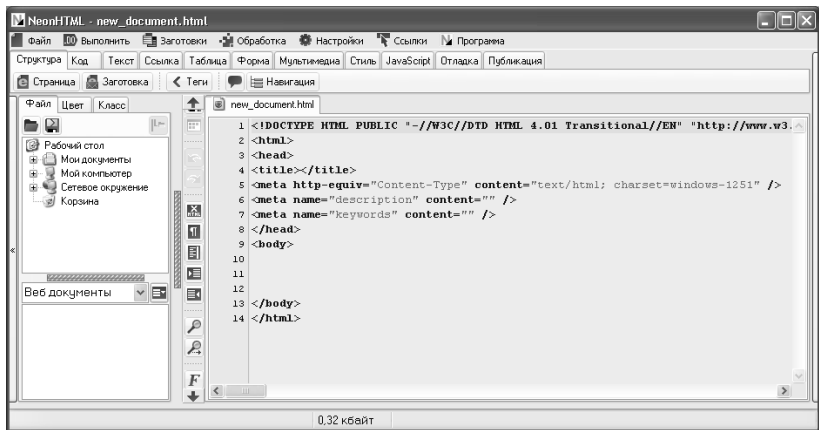 NeonHTML - new_document.html
Файл Выполнить Заготовки Обработка Настройки Ссылки Программа
Структура Код Текст Ссылка Таблица Форма Мультимедиа Стиль JavaScript Отладка Публикация
Страница Заготовка Теги Навигация
Файл Цвет Класс
Рабочий стол
Мои документы
Мой компьютер
Сетевое окружение
Корзина
Веб документы
new_document.html
1 <!DOCTYPE HTML PUBLIC "-//W3C//DTD HTML 4.01 Transitional//EN" "http://www.w3.
2 <html>
3 <head>
4 <title></title>
5 <meta http-equiv="Content-Type" content="text/html; charset=windows-1251" />
6 <meta name="description" content="" />
7 <meta name="keywords" content="" />
8 </head>
9 <body>
10
11
12
13 </body>
14 </html>
F
0,32 кбайт